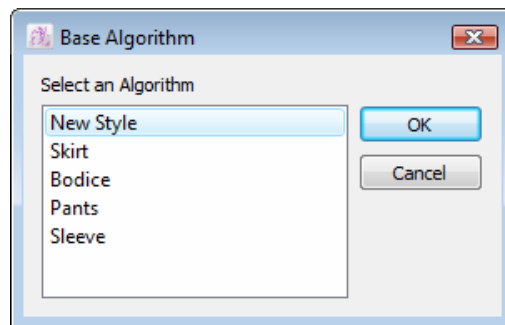 Base Algorithm
Select an Algorithm
New Style
Skirt
Bodice
Pants
Sleeve
OK
Cancel